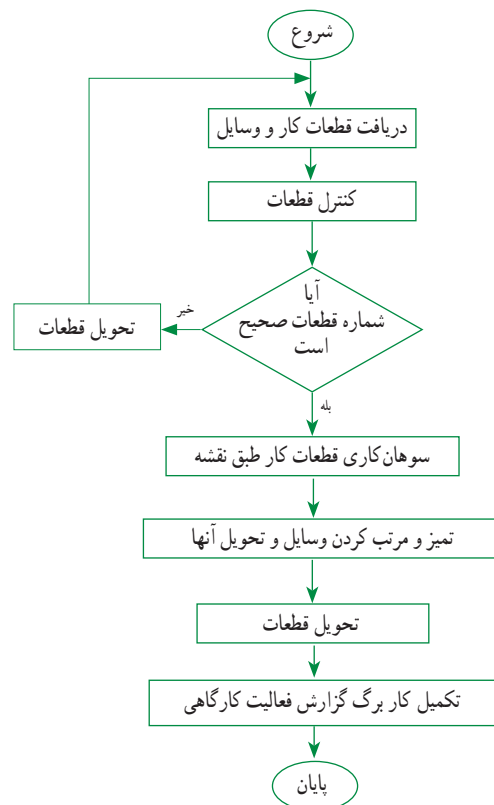 شروع
دریافت قطعات کار و وسایل
کنترل قطعات
آیا
شماره قطعات صحیح
است
خیر
تحویل قطعات
بله
سوهان‌کاری قطعات کار طبق نقشه
تمیز و مرتب کردن وسایل و تحویل آنها
تحویل قطعات
تکمیل کار برگ گزارش فعالیت کارگاهی
پایان